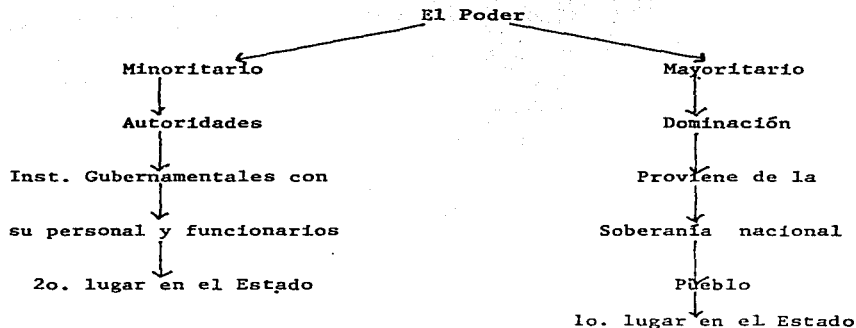 El Poder
Minoritario Mayoritario
Autoridades Dominación
Inst. Gubernamentales con Proviene de la
su personal y funcionarios Soberanía nacional
2o. lugar en el Estado Pueblo
1o. lugar en el Estado